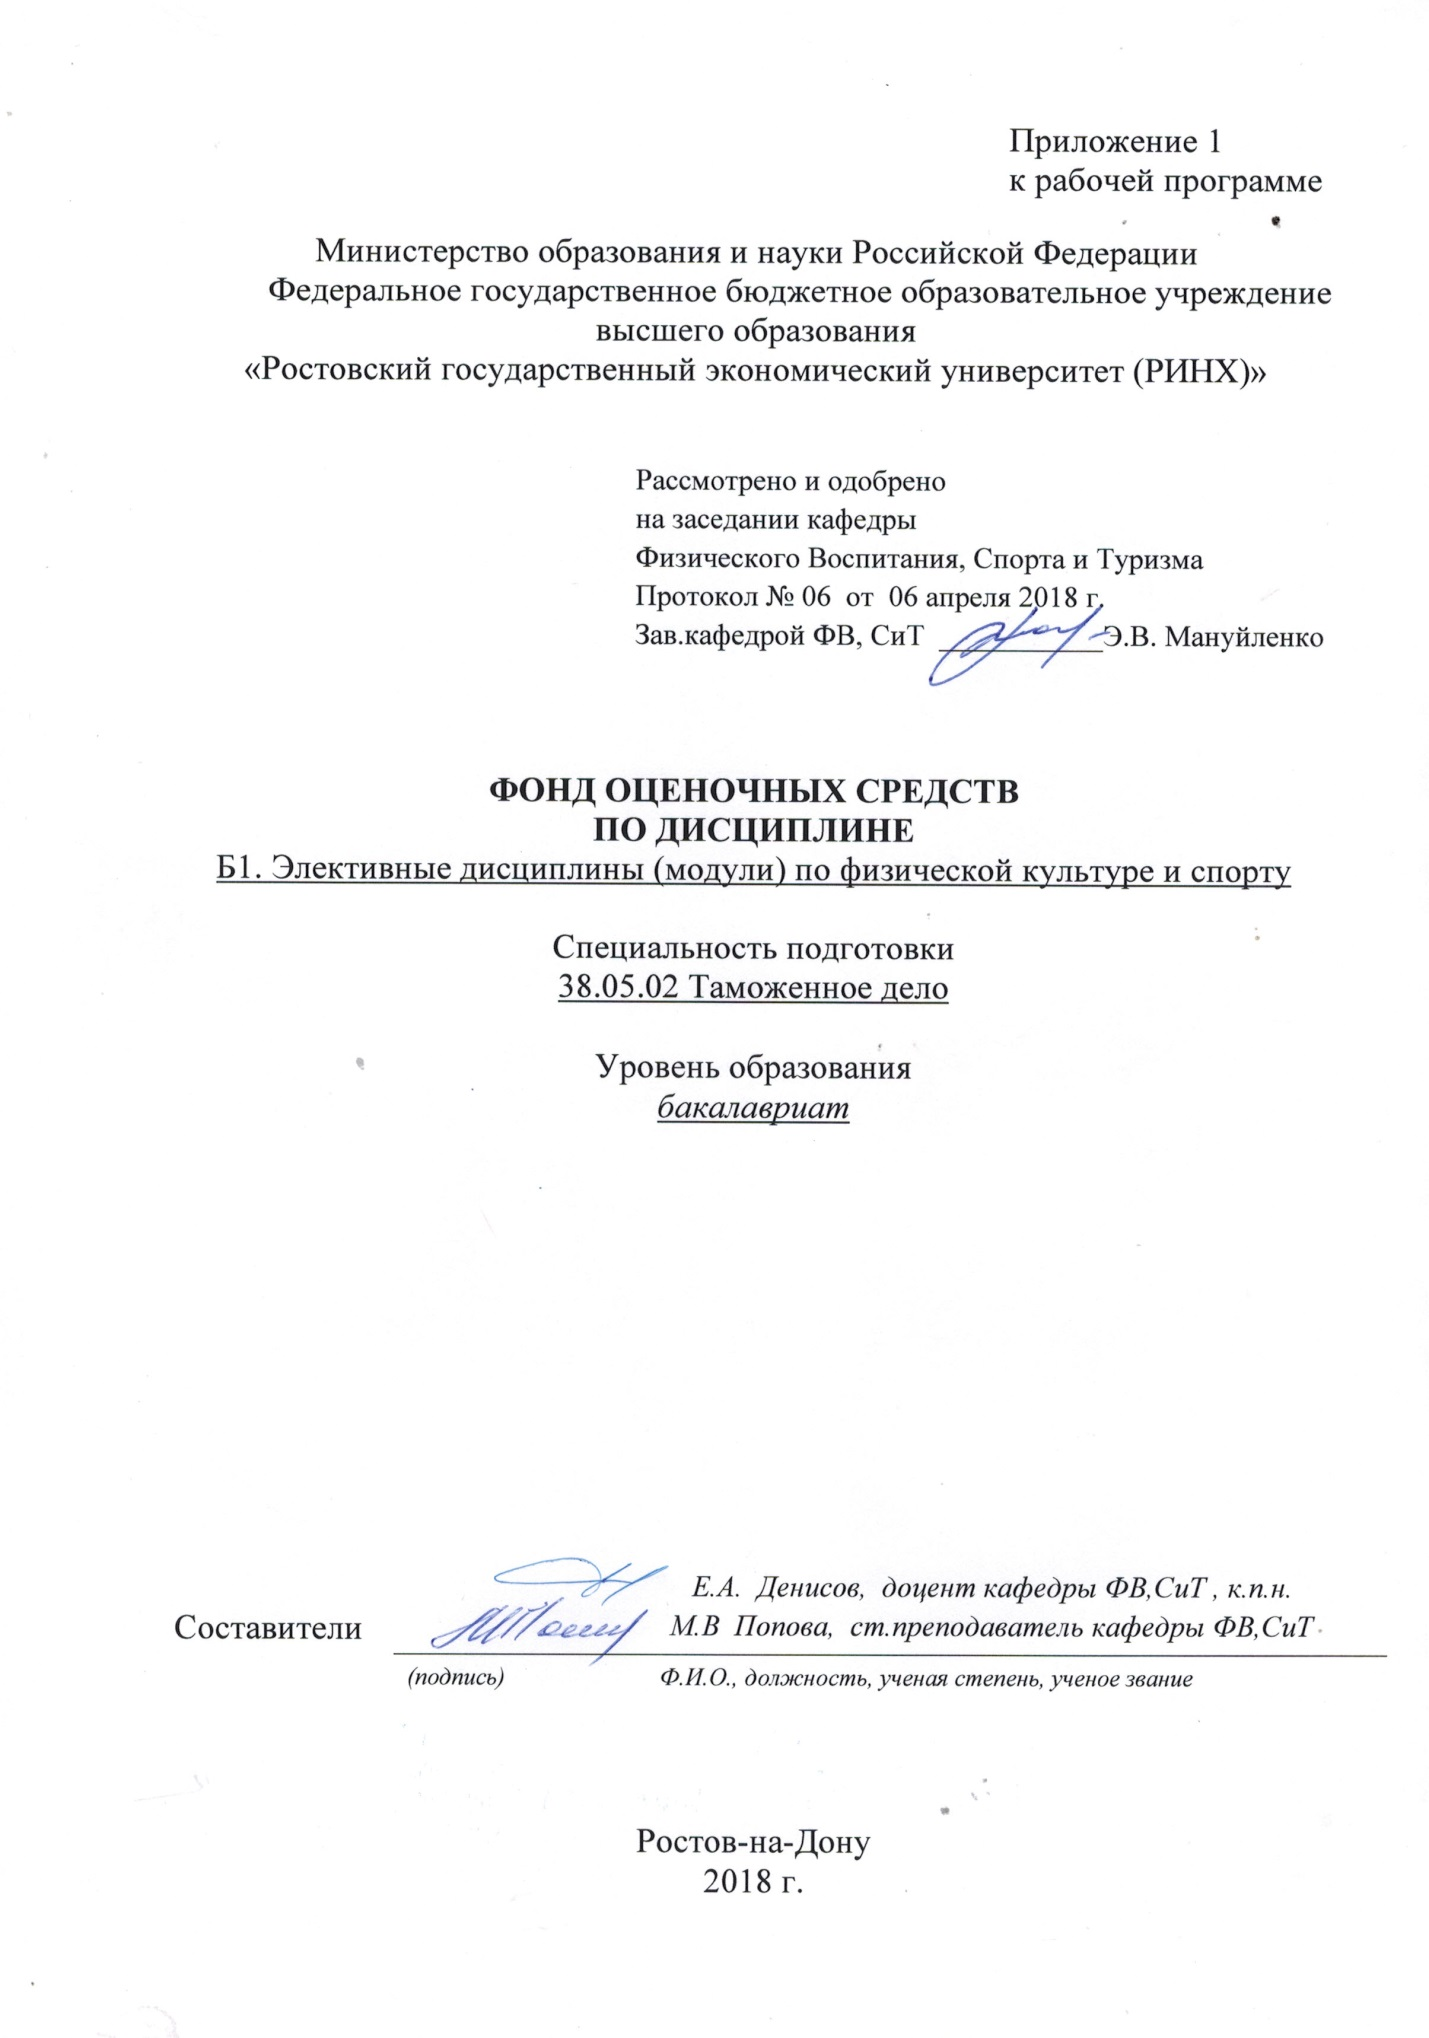 Приложение 1
к рабочей программе
Министерство образования и науки Российской Федерации
Федеральное государственное бюджетное образовательное учреждение
высшего образования
«Ростовский государственный экономический университет (РИНХ)»
Рассмотрено и одобрено
на заседании кафедры
Физического Воспитания, Спорта и Туризма
Протокол № 06 от 06 апреля 2018 г.
Зав.кафедрой ФВ, СиТ ___________Э.В. Мануйленко
ФОНД ОЦЕНОЧНЫХ СРЕДСТВ
ПО ДИСЦИПЛИНЕ
Б1. Элективные дисциплины (модули) по физической культуре и спорту
Специальность подготовки
38.05.02 Таможенное дело
Уровень образования
бакалавриат
Е.А. Денисов, доцент кафедры ФВ,СиТ , к.п.н.
Составители М.В Попова, ст.преподаватель кафедры ФВ,СиТ
(подпись) Ф.И.О., должность, ученая степень, ученое звание
Ростов-на-Дону
2018 г.